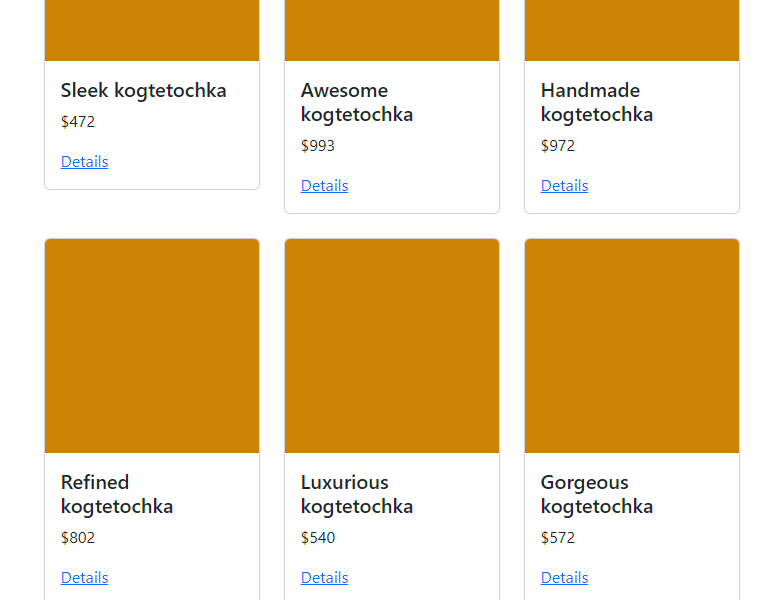 Sleek kogtetochka
$472
Details
Awesome
kogtetochka
$993
Details
Handmade
kogtetochka
$972
Details
Refined
kogtetochka
$802
Details
Luxurious
kogtetochka
$540
Details
Gorgeous
kogtetochka
$572
Details